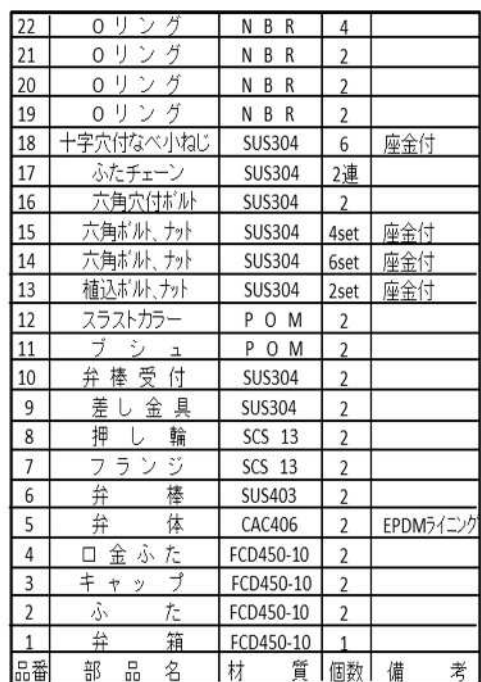 22 Oリング NBR 4
21 Oリング NBR 2
20 Oリング NBR 2
19 Oリング NBR 2
18 十字穴付なべ小ねじ SUS304 6 座金付
17 ふたチェーン SUS304 2連
16 六角穴付ボルト SUS304 2
15 六角ボルト、ナット SUS304 4set 座金付
14 六角ボルト、ナット SUS304 6set 座金付
13 植込ボルト、ナット SUS304 2set 座金付
12 スラストカラー POM 2
11 ブシュ POM 2
10 弁棒受付 SUS304 2
9 差し金具 SUS304 2
8 押し輪 SCS 13 2
7 フランジ SCS 13 2
6 弁棒 SUS403 2
5 弁体 CAC406 2 EPDMライニング
4 口金ふた FCD450-10 2
3 キャップ FCD450-10 2
2 ふた FCD450-10 2
1 弁箱 FCD450-10 1
品番 部品名 材質 個数 備考